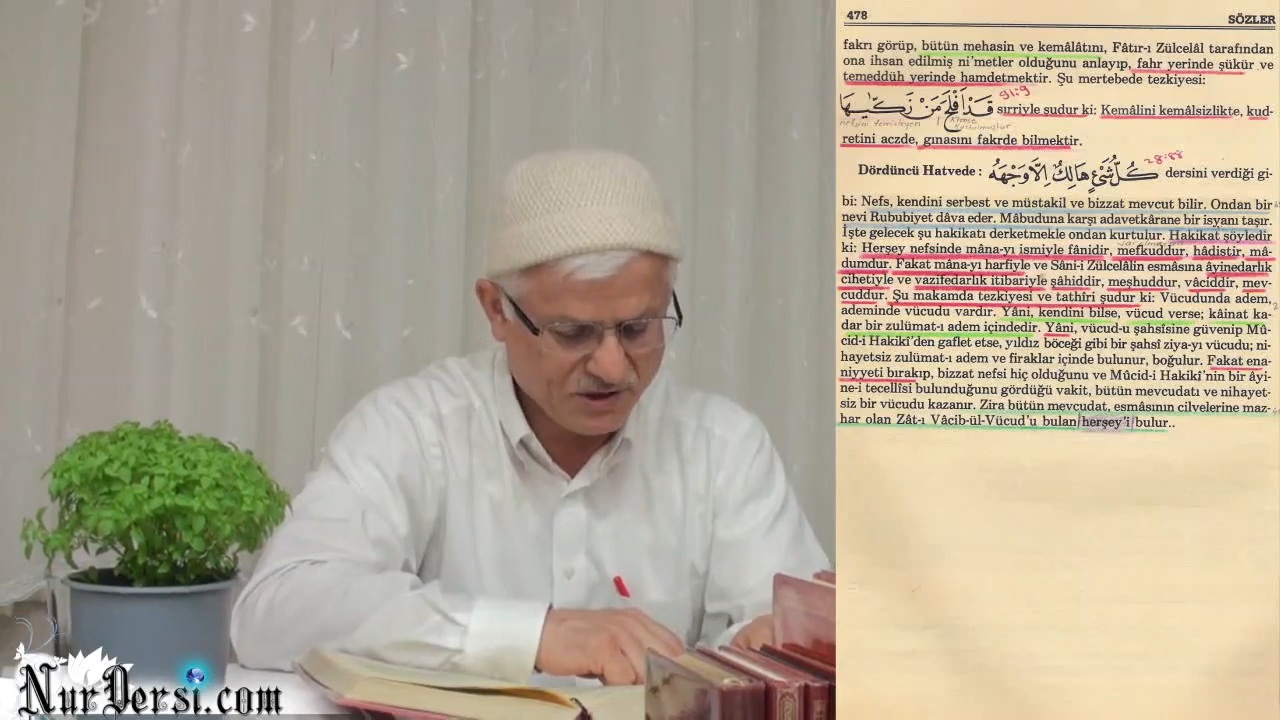 478 SÖZLER
fakrı görüp, bütün mehasin ve kemâlâtını, Fâtır-ı Zülcelâl tarafından
ona ihsan edilmiş ni'metler olduğunu anlayıp, fahr yerinde şükür ve
temeddüh yerinde hamdetmektir. Şu mertebede tezkiyesi:
91:9
قَدْ اَفْلَحَ مَنْ زَكّٰيهَا sırriyle şudur ki: Kemâlini kemâlsizlikte, kud-
nefsini temizleyen kimse kurtulmuştur
retini aczde, gınasını fakrde bilmektir.
28:88
Dördüncü Hatvede: كُلُّ شَيْءٍ هَالِكٌ اِلَّا وَجْهَهُ dersini verdiği gi-
bi: Nefs, kendini serbest ve müstakil ve bizzat mevcut bilir. Ondan bir
nevi Rububiyet dâva eder. Mâbuduna karşı adavetkârane bir isyanı taşır.
İşte gelecek şu hakikatı derketmekle ondan kurtulur. Hakikat şöyledir
ki: Herşey nefsinde mâna-yı ismiyle fânidir, mefkuddur, hâdistir, mâ-
dumdur. Fakat mâna-yı harfiyle ve Sâni-i Zülcelâlin esmâsına âyinedarlık
cihetiyle ve vazifedarlık itibariyle şâhiddir, meşhuddur, vâciddir, mev-
cuddur. Şu makamda tezkiyesi ve tathîri şudur ki: Vücudunda adem,
ademinde vücudu vardır. Yâni, kendini bilse, vücud verse; kâinat ka-
dar bir zulümat-ı adem içindedir. Yâni, vücud-u şahsîsine güvenip Mû-
cid-i Hakikî'den gaflet etse, yıldız böceği gibi bir şahsî ziya-yı vücudu; ni-
hayetsiz zulümat-ı adem ve firaklar içinde bulunur, boğulur. Fakat ena-
niyyeti bırakıp, bizzat nefsi hiç olduğunu ve Mûcid-i Hakikî'nin bir âyi-
ne-i tecellîsi bulunduğunu gördüğü vakit, bütün mevcudatı ve nihayet-
siz bir vücudu kazanır. Zira bütün mevcudat, esmâsının cilvelerine maz-
har olan Zât-ı Vâcib-ül-Vücud'u bulan herşey'i bulur..
NurDersi.com